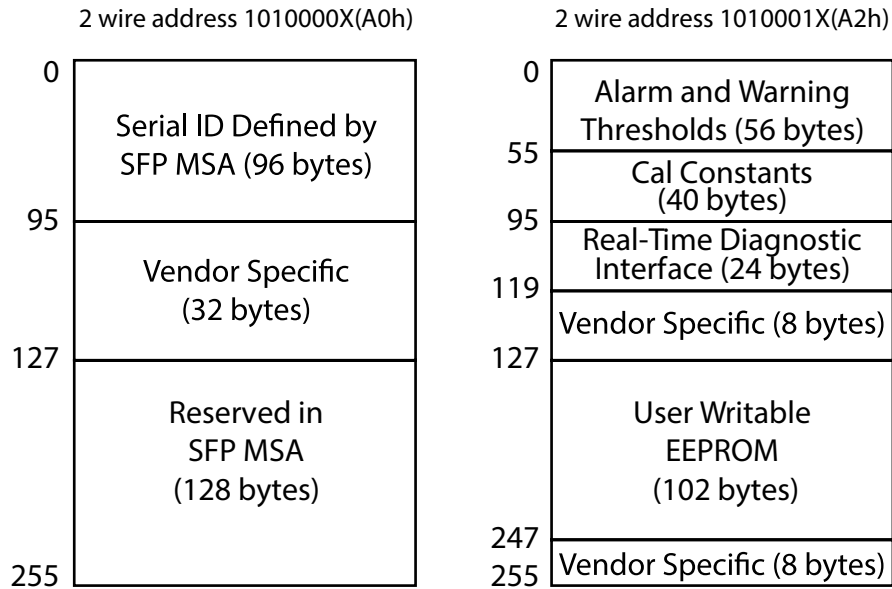 2 wire address 1010000X(A0h)
0
Serial ID Defined by
SFP MSA (96 bytes)
95
Vendor Specific
(32 bytes)
127
Reserved in
SFP MSA
(128 bytes)
255
2 wire address 1010001X(A2h)
0
Alarm and Warning
Thresholds (56 bytes)
55
Cal Constants
(40 bytes)
95
Real-Time Diagnostic
Interface (24 bytes)
119
Vendor Specific (8 bytes)
127
User Writable
EEPROM
(102 bytes)
247
Vendor Specific (8 bytes)
255